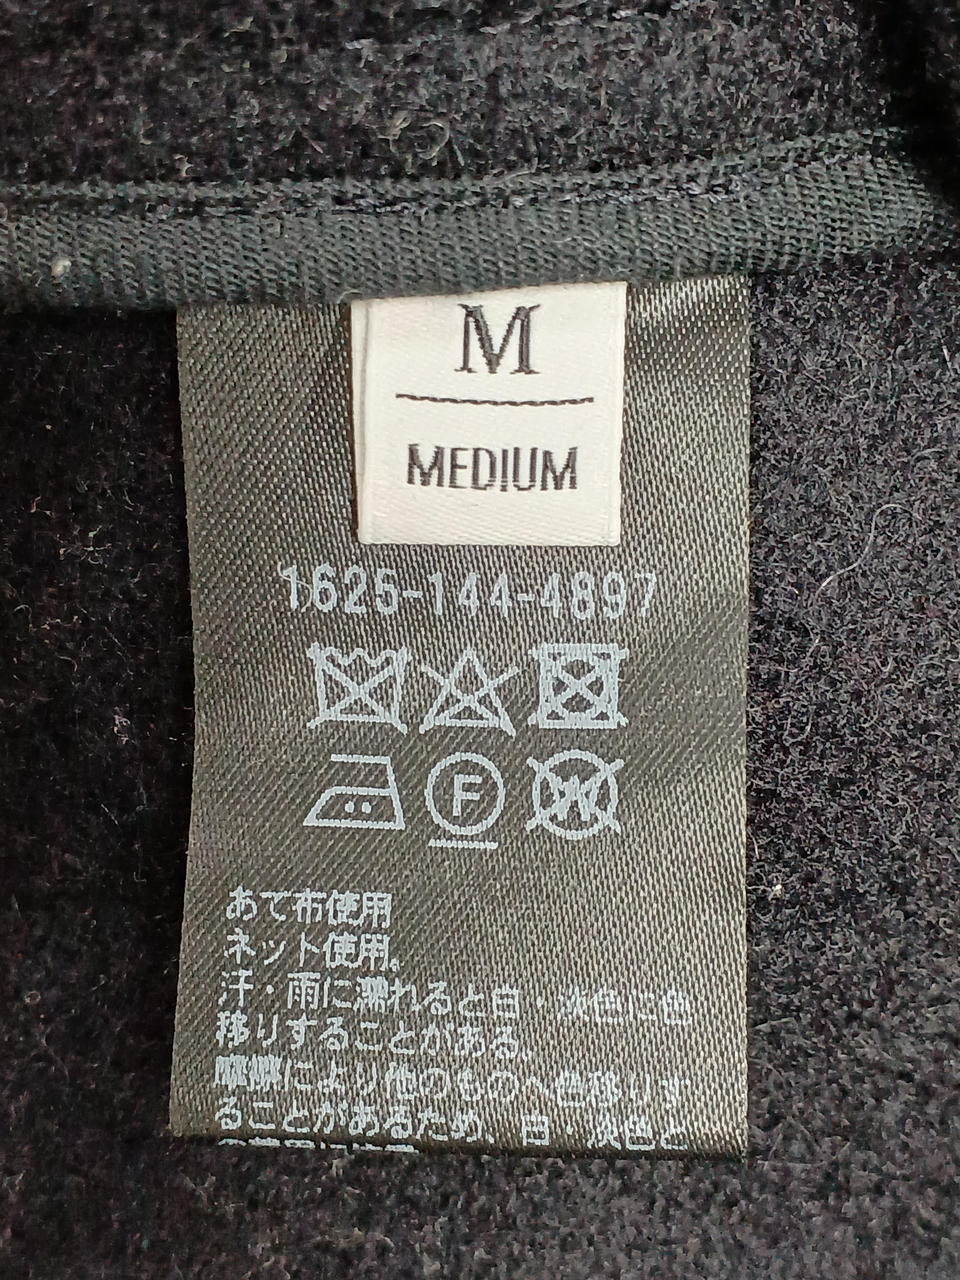 M
MEDIUM
1625-144-4897
F
W
あて布使用
ネット使用。
汗・雨に濡れると白・淡色に色
移りすることがある。
摩擦により他のものへ色移りす
ることがあるため、白・淡色と